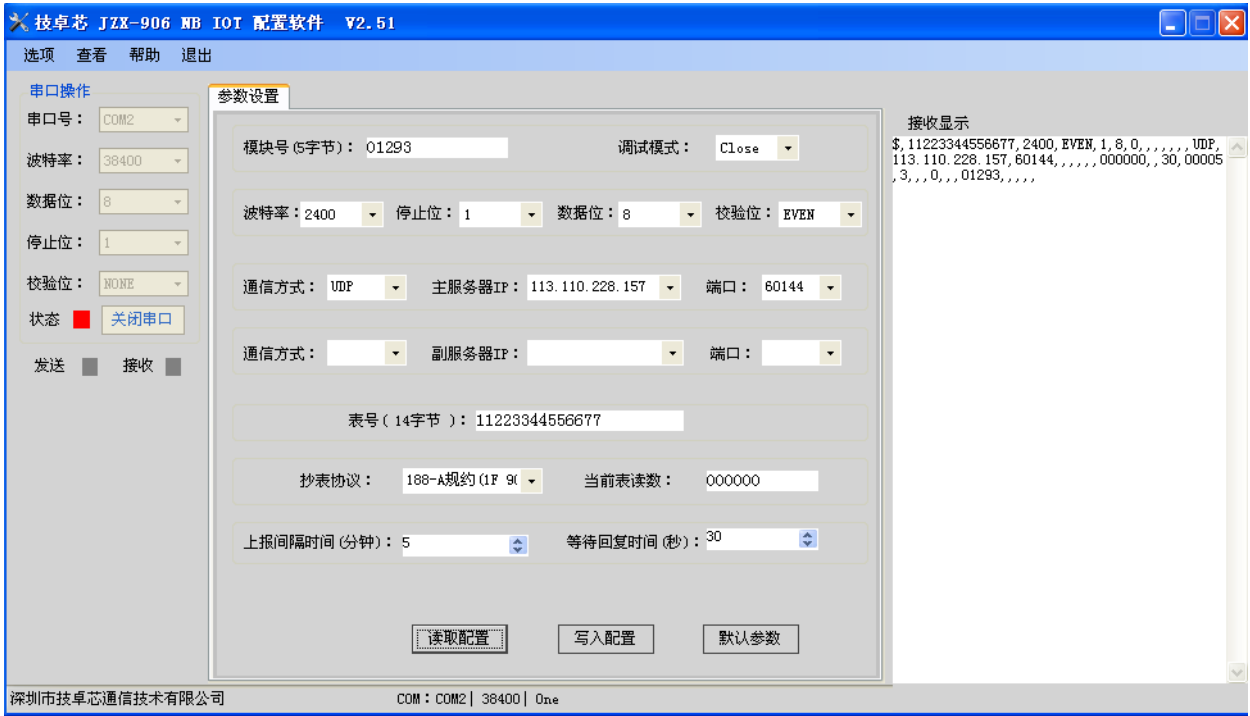 技卓芯 JZX-906 NB IOT 配置软件 V2.51
选项 查看 帮助 退出
串口操作
串口号： COM2
波特率： 38400
数据位： 8
停止位： 1
校验位： NONE
状态 关闭串口
发送 接收
参数设置
模块号(5字节)： 01293 调试模式： Close
波特率： 2400 停止位： 1 数据位： 8 校验位： EVEN
通信方式： UDP 主服务器IP： 113.110.228.157 端口： 60144
通信方式： 副服务器IP： 端口：
表号( 14字节 )： 11223344556677
抄表协议： 188-A规约(1F 90 当前表读数： 000000
上报间隔时间(分钟)： 5 等待回复时间(秒)： 30
读取配置 写入配置 默认参数
接收显示
$,11223344556677,2400,EVEN,1,8,0,,,,,,,UDP,
113.110.228.157,60144,,,,,,000000,,30,00005
,3,,,0,,,01293,,,,,
深圳市技卓芯通信技术有限公司 COM：COM2| 38400| One